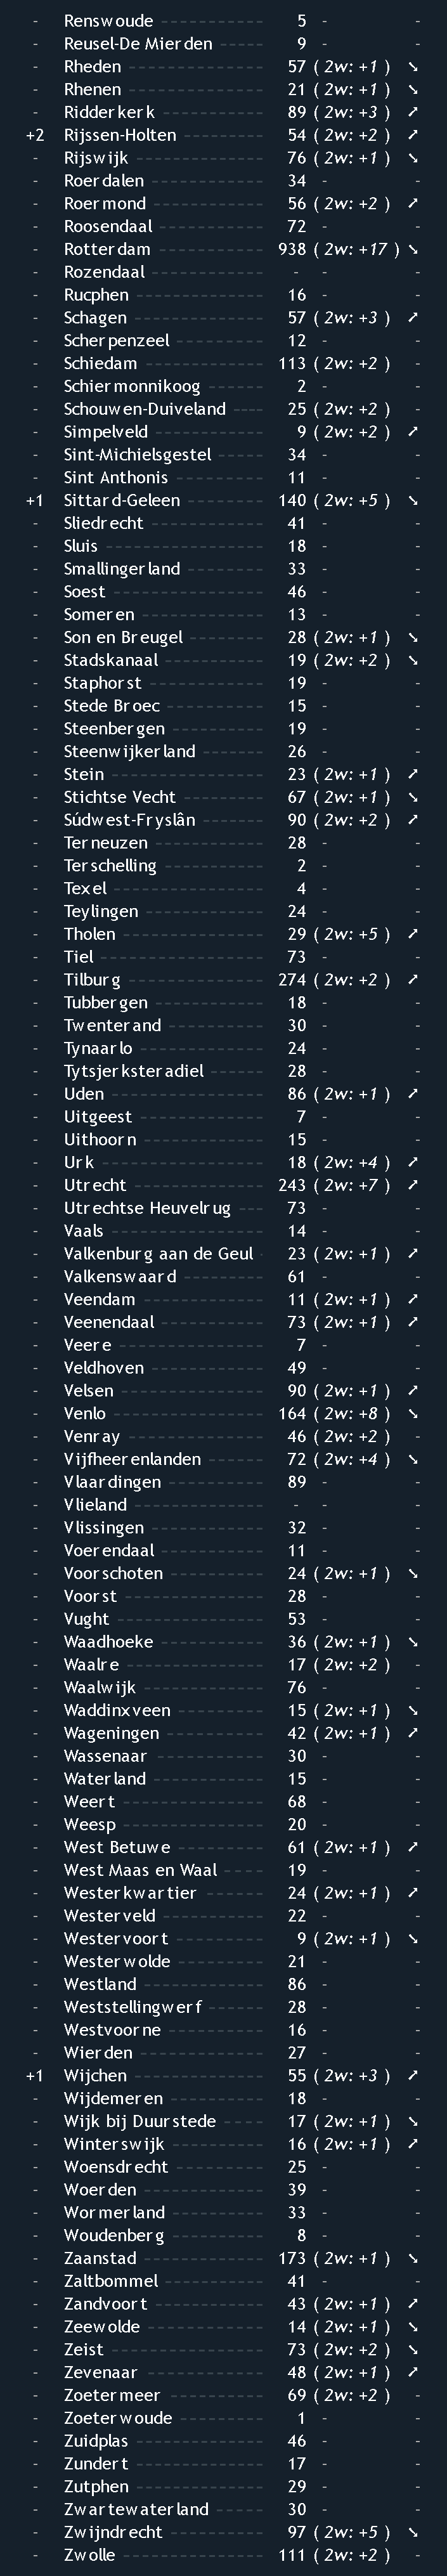 - Renswoude ---------- 5 - -
- Reusel-De Mierden ------ 9 - -
- Rheden -------------- 57 ( 2w: +1 ) ➘
- Rhenen -------------- 21 ( 2w: +1 ) ➘
- Ridderkerk ---------- 89 ( 2w: +3 ) ➚
+2 Rijssen-Holten -------- 54 ( 2w: +2 ) ➚
- Rijswijk ------------- 76 ( 2w: +1 ) ➘
- Roerdalen ----------- 34 - -
- Roermond ----------- 56 ( 2w: +2 ) ➚
- Roosendaal ---------- 72 - -
- Rotterdam ---------- 938 ( 2w: +17 ) ➘
- Rozendaal ----------- - - -
- Rucphen ------------- 16 - -
- Schagen ------------- 57 ( 2w: +3 ) ➚
- Scherpenzeel -------- 12 - -
- Schiedam ----------- 113 ( 2w: +2 ) -
- Schiermonnikoog ------ 2 - -
- Schouwen-Duiveland ---- 25 ( 2w: +2 ) -
- Simpelveld ----------- 9 ( 2w: +2 ) ➚
- Sint-Michielsgestel ----- 34 - -
- Sint Anthonis --------- 11 - -
+1 Sittard-Geleen -------- 140 ( 2w: +5 ) ➘
- Sliedrecht ----------- 41 - -
- Sluis ---------------- 18 - -
- Smallingerland -------- 33 - -
- Soest ---------------- 46 - -
- Someren ------------- 13 - -
- Son en Breugel -------- 28 ( 2w: +1 ) ➘
- Stadskanaal ---------- 19 ( 2w: +2 ) ➘
- Staphorst ----------- 19 - -
- Stede Broec ---------- 15 - -
- Steenbergen --------- 19 - -
- Steenwijkerland ------- 26 - -
- Stein ---------------- 23 ( 2w: +1 ) ➚
- Stichtse Vecht -------- 67 ( 2w: +1 ) ➘
- Súdwest-Fryslân ------- 90 ( 2w: +2 ) ➚
- Terneuzen ----------- 28 - -
- Terschelling ---------- 2 - -
- Texel --------------- 4 - -
- Teylingen ----------- 24 - -
- Tholen -------------- 29 ( 2w: +5 ) ➚
- Tiel ----------------- 73 - -
- Tilburg ------------- 274 ( 2w: +2 ) ➚
- Tubbergen ---------- 18 - -
- Twenterand --------- 30 - -
- Tynaarlo ------------ 24 - -
- Tytsjerksteradiel ------ 28 - -
- Uden --------------- 86 ( 2w: +1 ) ➚
- Uitgeest ------------- 7 - -
- Uithoorn ------------ 15 - -
- Urk ---------------- 18 ( 2w: +4 ) ➚
- Utrecht ------------- 243 ( 2w: +7 ) ➚
- Utrechtse Heuvelrug --- 73 - -
- Vaals --------------- 14 - -
- Valkenburg aan de Geul - 23 ( 2w: +1 ) ➚
- Valkenswaard -------- 61 - -
- Veendam ------------ 11 ( 2w: +1 ) ➚
- Veenendaal ---------- 73 ( 2w: +1 ) ➚
- Veere --------------- 7 - -
- Veldhoven ----------- 49 - -
- Velsen -------------- 90 ( 2w: +1 ) ➚
- Venlo -------------- 164 ( 2w: +8 ) ➘
- Venray -------------- 46 ( 2w: +2 ) -
- Vijfheerenlanden ------ 72 ( 2w: +4 ) ➘
- Vlaardingen ---------- 89 - -
- Vlieland ------------- - - -
- Vlissingen ----------- 32 - -
- Voerendaal ---------- 11 - -
- Voorschoten --------- 24 ( 2w: +1 ) ➘
- Voorst -------------- 28 - -
- Vught --------------- 53 - -
- Waadhoeke ---------- 36 ( 2w: +1 ) ➘
- Waalre -------------- 17 ( 2w: +2 ) -
- Waalwijk ------------ 76 - -
- Waddinxveen -------- 15 ( 2w: +1 ) ➘
- Wageningen --------- 42 ( 2w: +1 ) ➚
- Wassenaar ---------- 30 - -
- Waterland ----------- 15 - -
- Weert -------------- 68 - -
- Weesp -------------- 20 - -
- West Betuwe --------- 61 ( 2w: +1 ) ➚
- West Maas en Waal ---- 19 - -
- Westerkwartier ------- 24 ( 2w: +1 ) ➚
- Westerveld ---------- 22 - -
- Westervoort --------- 9 ( 2w: +1 ) ➘
- Westerwolde -------- 21 - -
- Westland ------------ 86 - -
- Weststellingwerf ------ 28 - -
- Westvoorne ---------- 16 - -
- Wierden ------------- 27 - -
+1 Wijchen ------------- 55 ( 2w: +3 ) ➚
- Wijdemeren --------- 18 - -
- Wijk bij Duurstede ----- 17 ( 2w: +1 ) ➘
- Winterswijk ---------- 16 ( 2w: +1 ) ➚
- Woensdrecht --------- 25 - -
- Woerden ------------ 39 - -
- Wormerland --------- 33 - -
- Woudenberg --------- 8 - -
- Zaanstad ----------- 173 ( 2w: +1 ) ➘
- Zaltbommel ---------- 41 - -
- Zandvoort ----------- 43 ( 2w: +1 ) ➚
- Zeewolde ------------ 14 ( 2w: +1 ) ➘
- Zeist ---------------- 73 ( 2w: +2 ) ➘
- Zevenaar ------------ 48 ( 2w: +1 ) ➚
- Zoetermeer ---------- 69 ( 2w: +2 ) -
- Zoeterwoude -------- 1 - -
- Zuidplas ------------- 46 - -
- Zundert ------------- 17 - -
- Zutphen ------------- 29 - -
- Zwartewaterland ----- 30 - -
- Zwijndrecht ---------- 97 ( 2w: +5 ) ➘
- Zwolle ------------- 111 ( 2w: +2 ) -